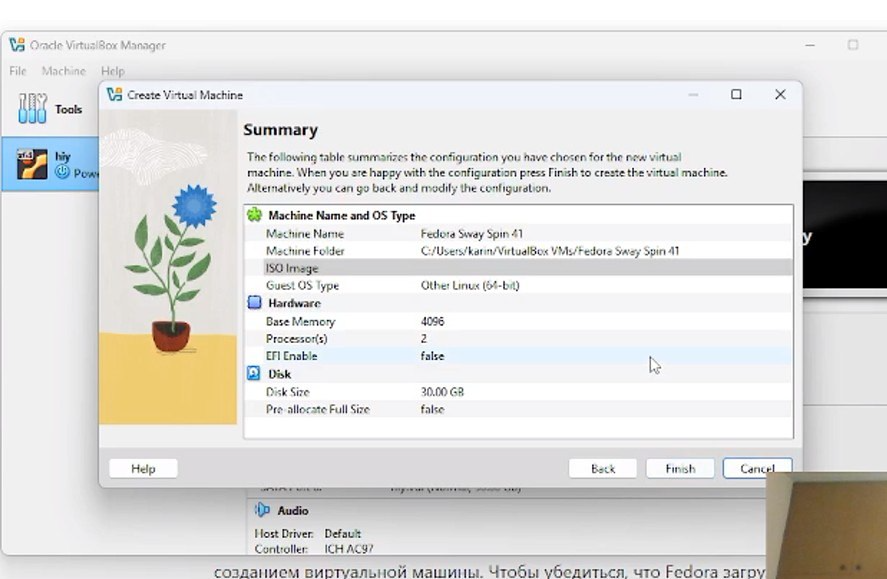 Oracle VirtualBox Manager
File Machine Help
Tools
hiy
Create Virtual Machine
Summary
The following table summarizes the configuration you have chosen for the new virtual
machine. When you are happy with the configuration press Finish to create the virtual machine.
Alternatively you can go back and modify the configuration.
Machine Name and OS Type
Machine Name Fedora Sway Spin 41
Machine Folder C:/Users/karin/VirtualBox VMs/Fedora Sway Spin 41
ISO Image
Guest OS Type Other Linux (64-bit)
Hardware
Base Memory 4096
Processor(s) 2
EFI Enable false
Disk
Disk Size 30.00 GB
Pre-allocate Full Size false
Help Back Finish Cancel
Audio
Host Driver: Default
Controller: ICH AC97
созданием виртуальной машины. Чтобы убедиться, что Fedora загру